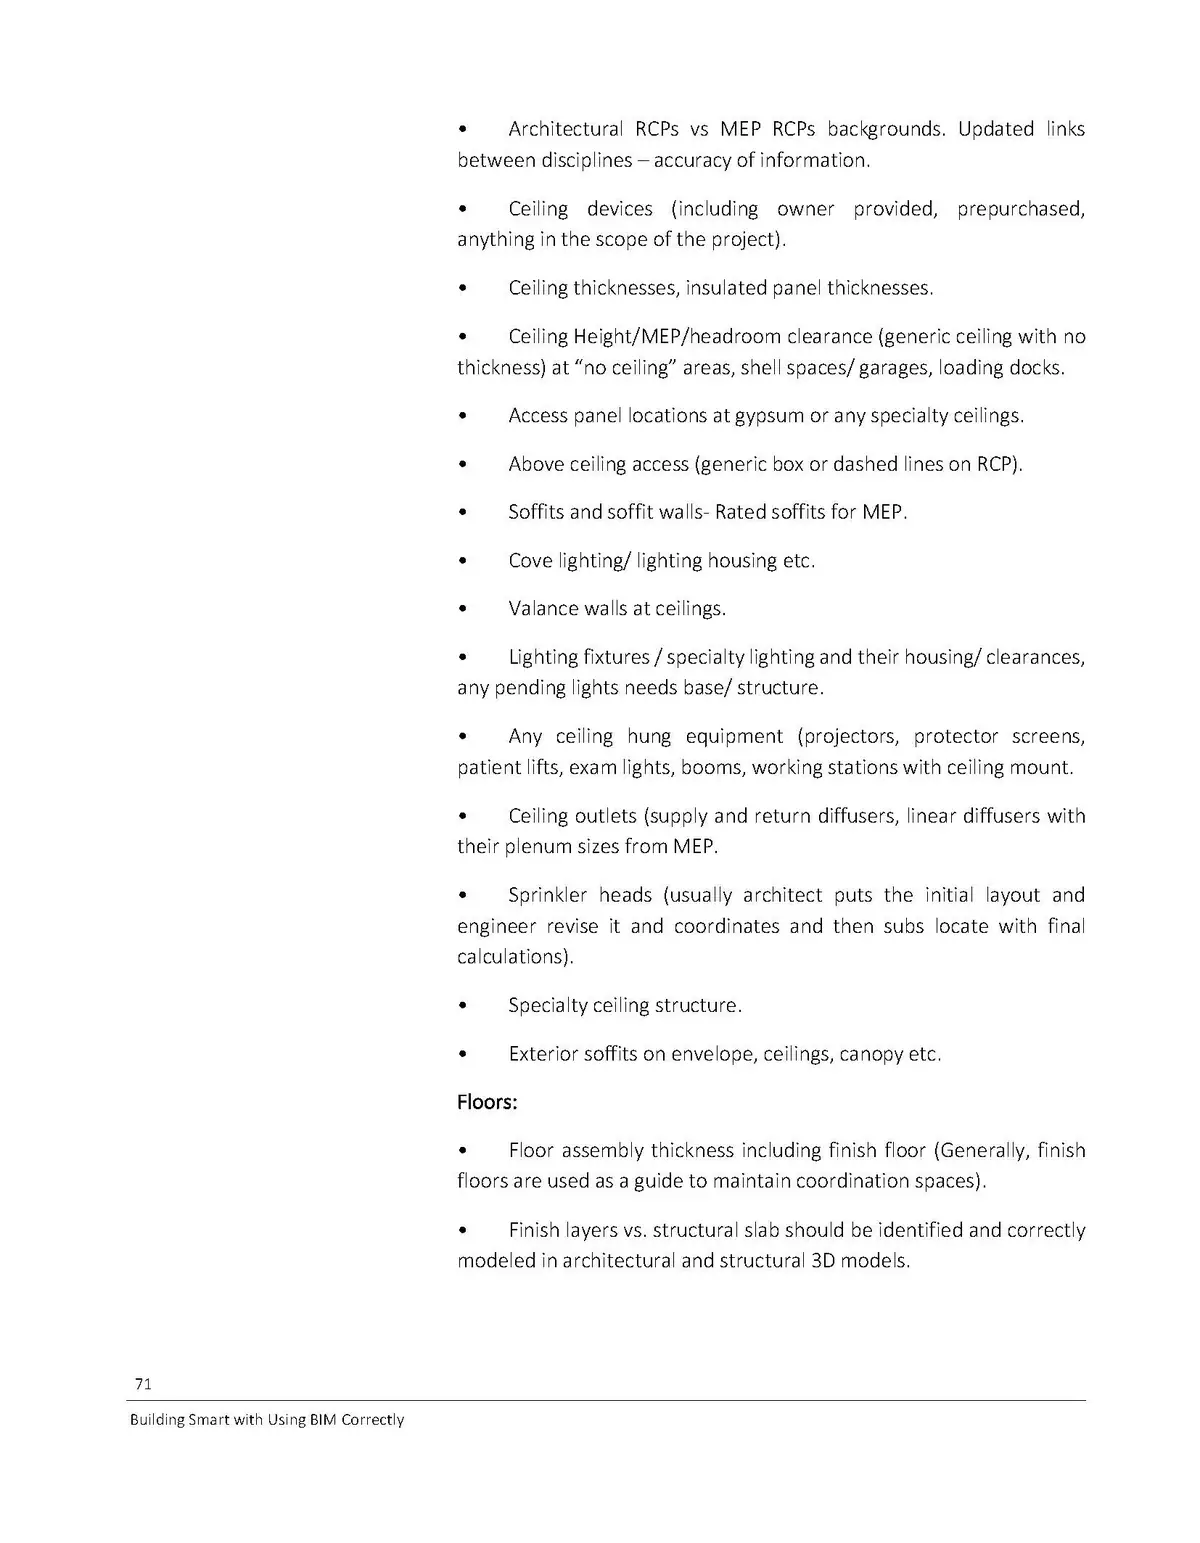 • Architectural RCPs vs MEP RCPs backgrounds. Updated links
between disciplines – accuracy of information.
• Ceiling devices (including owner provided, prepurchased,
anything in the scope of the project).
• Ceiling thicknesses, insulated panel thicknesses.
• Ceiling Height/MEP/headroom clearance (generic ceiling with no
thickness) at “no ceiling” areas, shell spaces/ garages, loading docks.
• Access panel locations at gypsum or any specialty ceilings.
• Above ceiling access (generic box or dashed lines on RCP).
• Soffits and soffit walls- Rated soffits for MEP.
• Cove lighting/ lighting housing etc.
• Valance walls at ceilings.
• Lighting fixtures / specialty lighting and their housing/ clearances,
any pending lights needs base/ structure.
• Any ceiling hung equipment (projectors, protector screens,
patient lifts, exam lights, booms, working stations with ceiling mount.
• Ceiling outlets (supply and return diffusers, linear diffusers with
their plenum sizes from MEP.
• Sprinkler heads (usually architect puts the initial layout and
engineer revise it and coordinates and then subs locate with final
calculations).
• Specialty ceiling structure.
• Exterior soffits on envelope, ceilings, canopy etc.
Floors:
• Floor assembly thickness including finish floor (Generally, finish
floors are used as a guide to maintain coordination spaces).
• Finish layers vs. structural slab should be identified and correctly
modeled in architectural and structural 3D models.
71
Building Smart with Using BIM Correctly